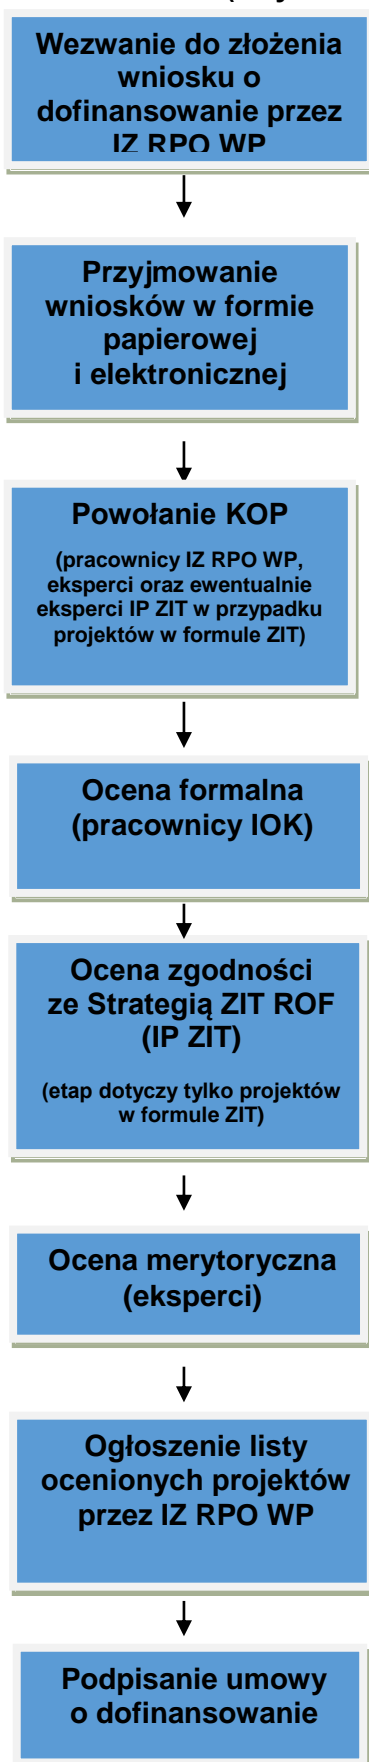 Wezwanie do złożenia
wniosku o
dofinansowanie przez
IZ RPO WP
Przyjmowanie
wniosków w formie
papierowej
i elektronicznej
Powołanie KOP
(pracownicy IZ RPO WP,
eksperci oraz ewentualnie
eksperci IP ZIT w przypadku
projektów w formule ZIT)
Ocena formalna
(pracownicy IOK)
Ocena zgodności
ze Strategią ZIT ROF
(IP ZIT)
(etap dotyczy tylko projektów
w formule ZIT)
Ocena merytoryczna
(eksperci)
Ogłoszenie listy
ocenionych projektów
przez IZ RPO WP
Podpisanie umowy
o dofinansowanie